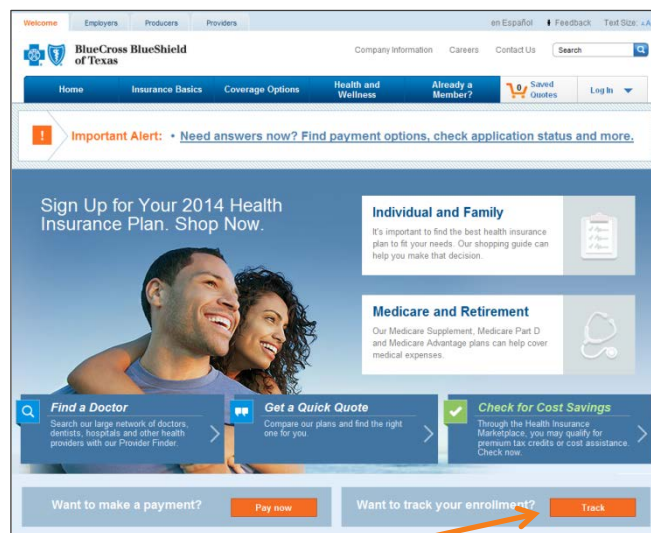 Welcome Employers Producers Providers en Español Feedback Text Size: AA
BlueCross BlueShield
of Texas
Company Information Careers Contact Us Search
Home Insurance Basics Coverage Options Health and Wellness Already a Member? 0 Saved Quotes Log In
! Important Alert: • Need answers now? Find payment options, check application status and more.
Sign Up for Your 2014 Health
Insurance Plan. Shop Now.
Individual and Family
It's important to find the best health insurance
plan to fit your needs. Our shopping guide can
help you make that decision.
Medicare and Retirement
Our Medicare Supplement, Medicare Part D
and Medicare Advantage plans can help cover
medical expenses.
Find a Doctor
Search our large network of doctors,
dentists, hospitals and other health
providers with our Provider Finder.
Get a Quick Quote
Compare our plans and find the right
one for you.
Check for Cost Savings
Through the Health Insurance
Marketplace, you may qualify for
premium tax credits or cost assistance.
Check now.
Want to make a payment? Pay now
Want to track your enrollment? Track